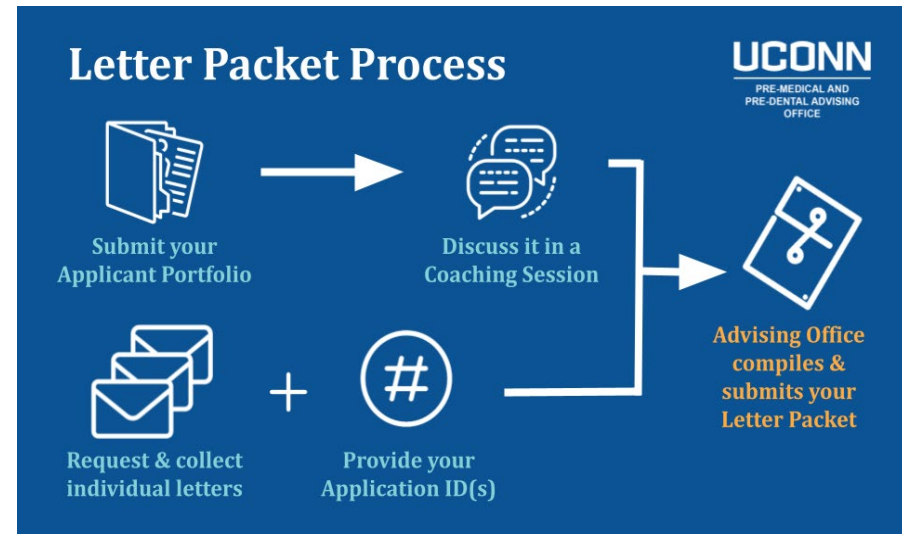 Letter Packet Process
UCONN
PRE-MEDICAL AND
PRE-DENTAL ADVISING
OFFICE
Submit your
Applicant Portfolio
Discuss it in a
Coaching Session
Request & collect
individual letters
+
#
Provide your
Application ID(s)
Advising Office
compiles &
submits your
Letter Packet